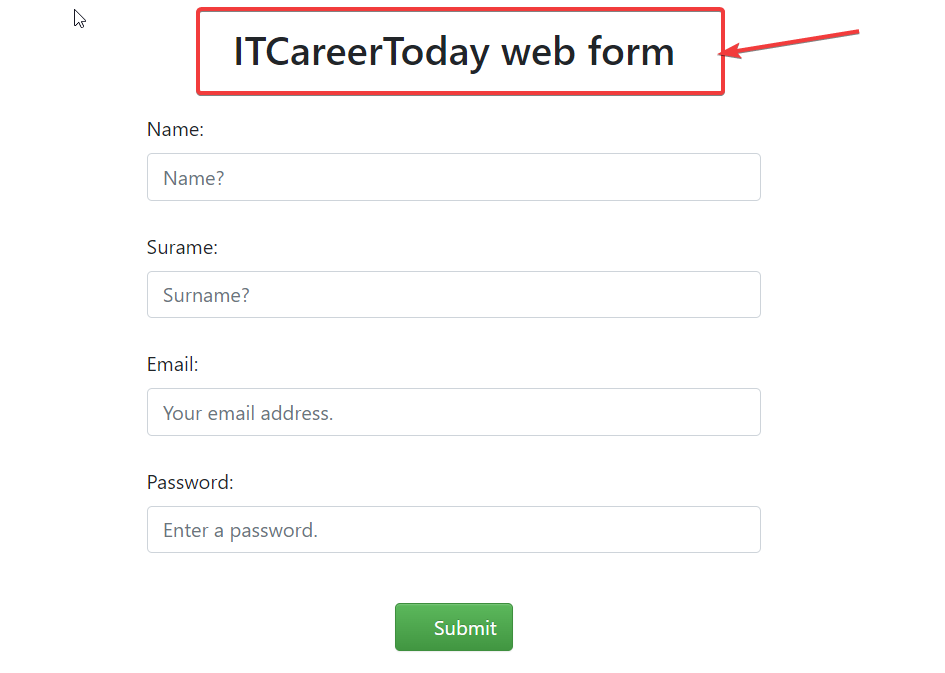 ITCareerToday web form
Name:
Name?
Surame:
Surname?
Email:
Your email address.
Password:
Enter a password.
Submit